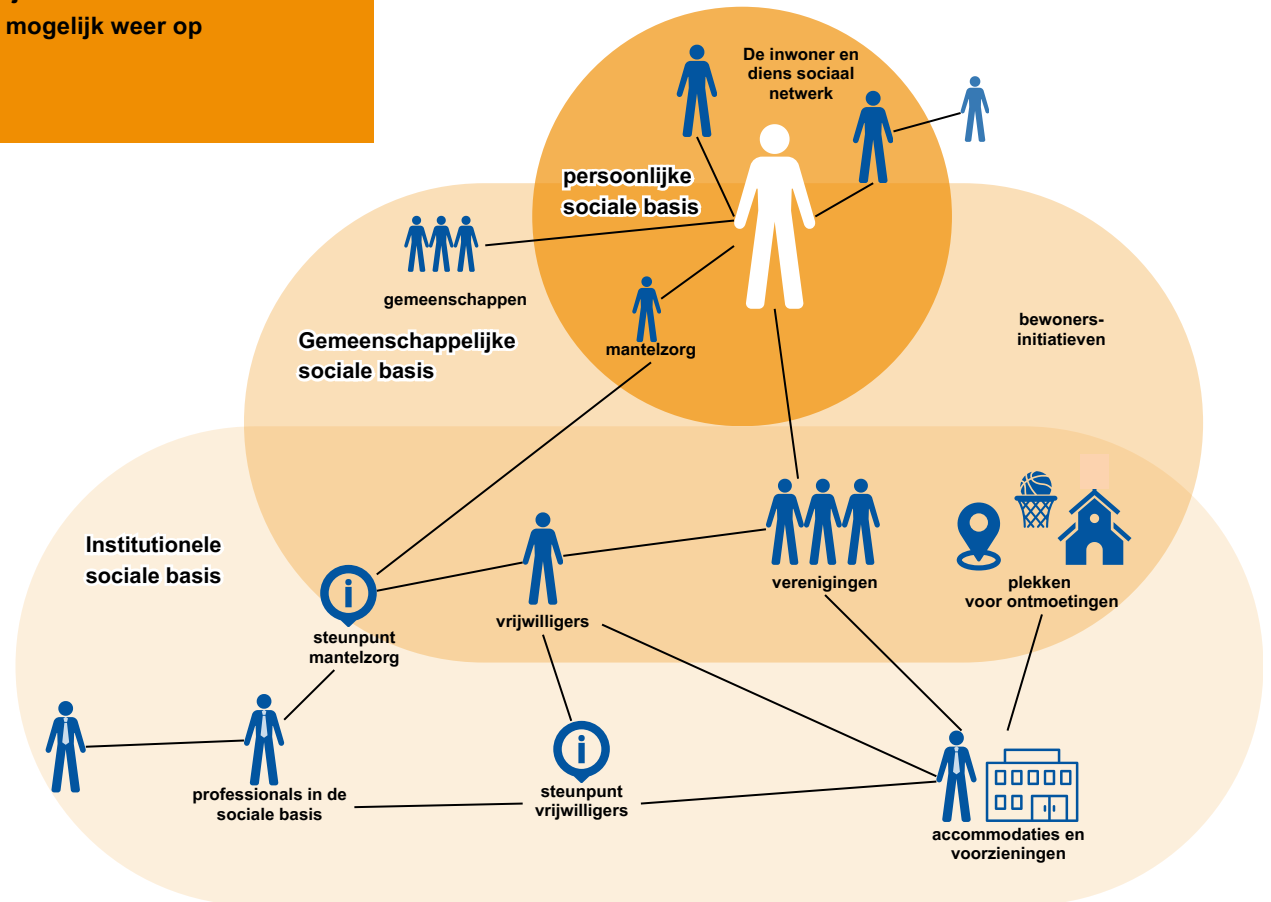 mogelijk weer op
De inwoner en
diens sociaal
netwerk
persoonlijke
sociale basis
gemeenschappen
Gemeenschappelijke
sociale basis
mantelzorg
bewoners-
initiatieven
Institutionele
sociale basis
steunpunt
mantelzorg
vrijwilligers
verenigingen
plekken
voor ontmoetingen
professionals in de
sociale basis
steunpunt
vrijwilligers
accommodaties en
voorzieningen